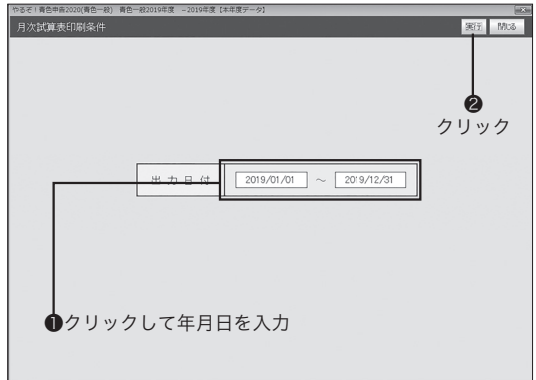 やるぞ！青色申告2020(青色一般)　青色一般2019年度　－2019年度【本年度データ】
月次試算表印刷条件
実行　閉じる
❷
クリック
出力日付　2019/01/01　～　2019/12/31
❶クリックして年月日を入力